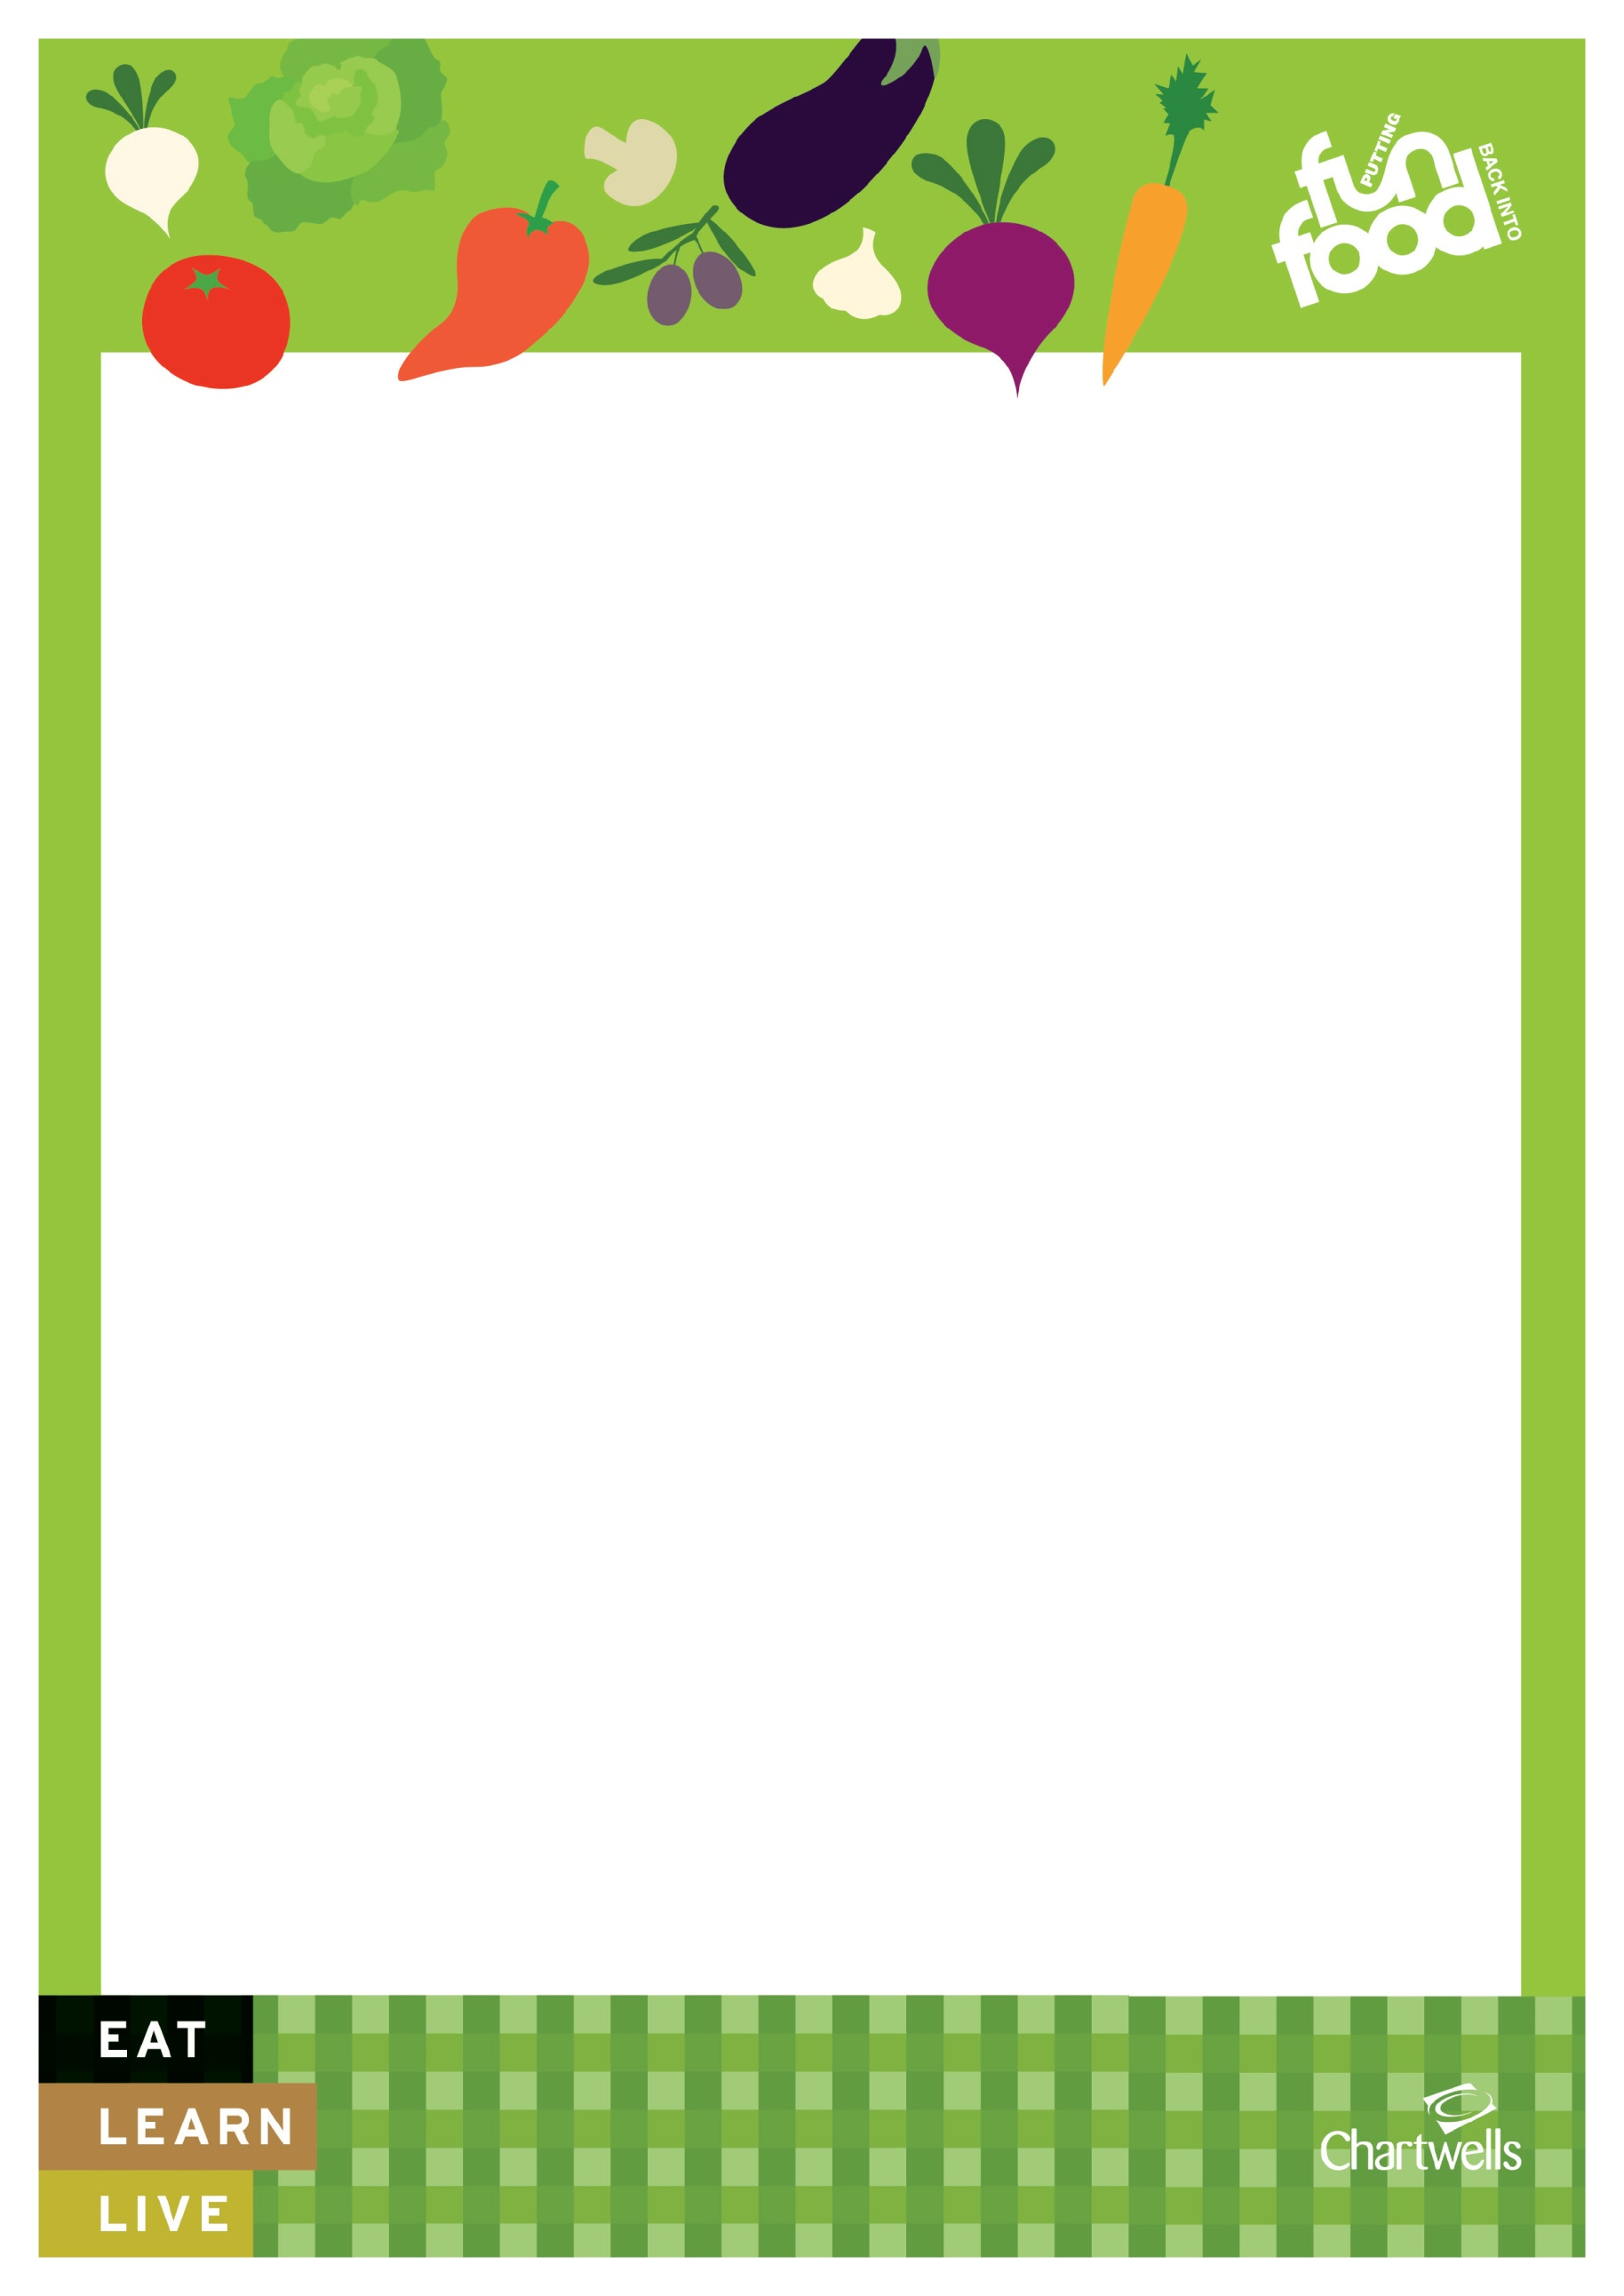 PUTTING
fun
BACK INTO
food
EAT
LEARN
LIVE
Chartwells